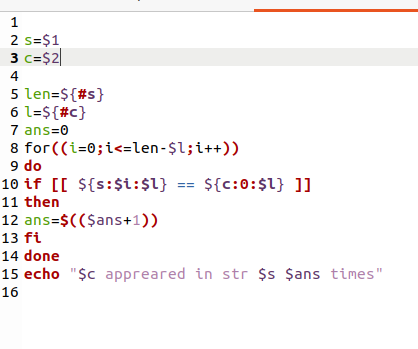 1
2 s=$1
3 c=$2
4
5 len=${#s}
6 l=${#c}
7 ans=0
8 for((i=0;i<=len-$l;i++))
9 do
10 if [[ ${s:$i:$l} == ${c:0:$l} ]]
11 then
12 ans=$(($ans+1))
13 fi
14 done
15 echo "$c appreared in str $s $ans times"
16